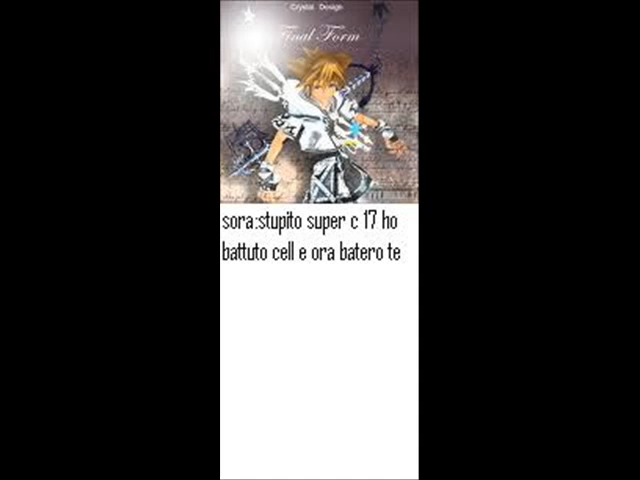 Crystal Design
Final Form
sora:stupito super c 17 ho
battuto cell e ora batero te